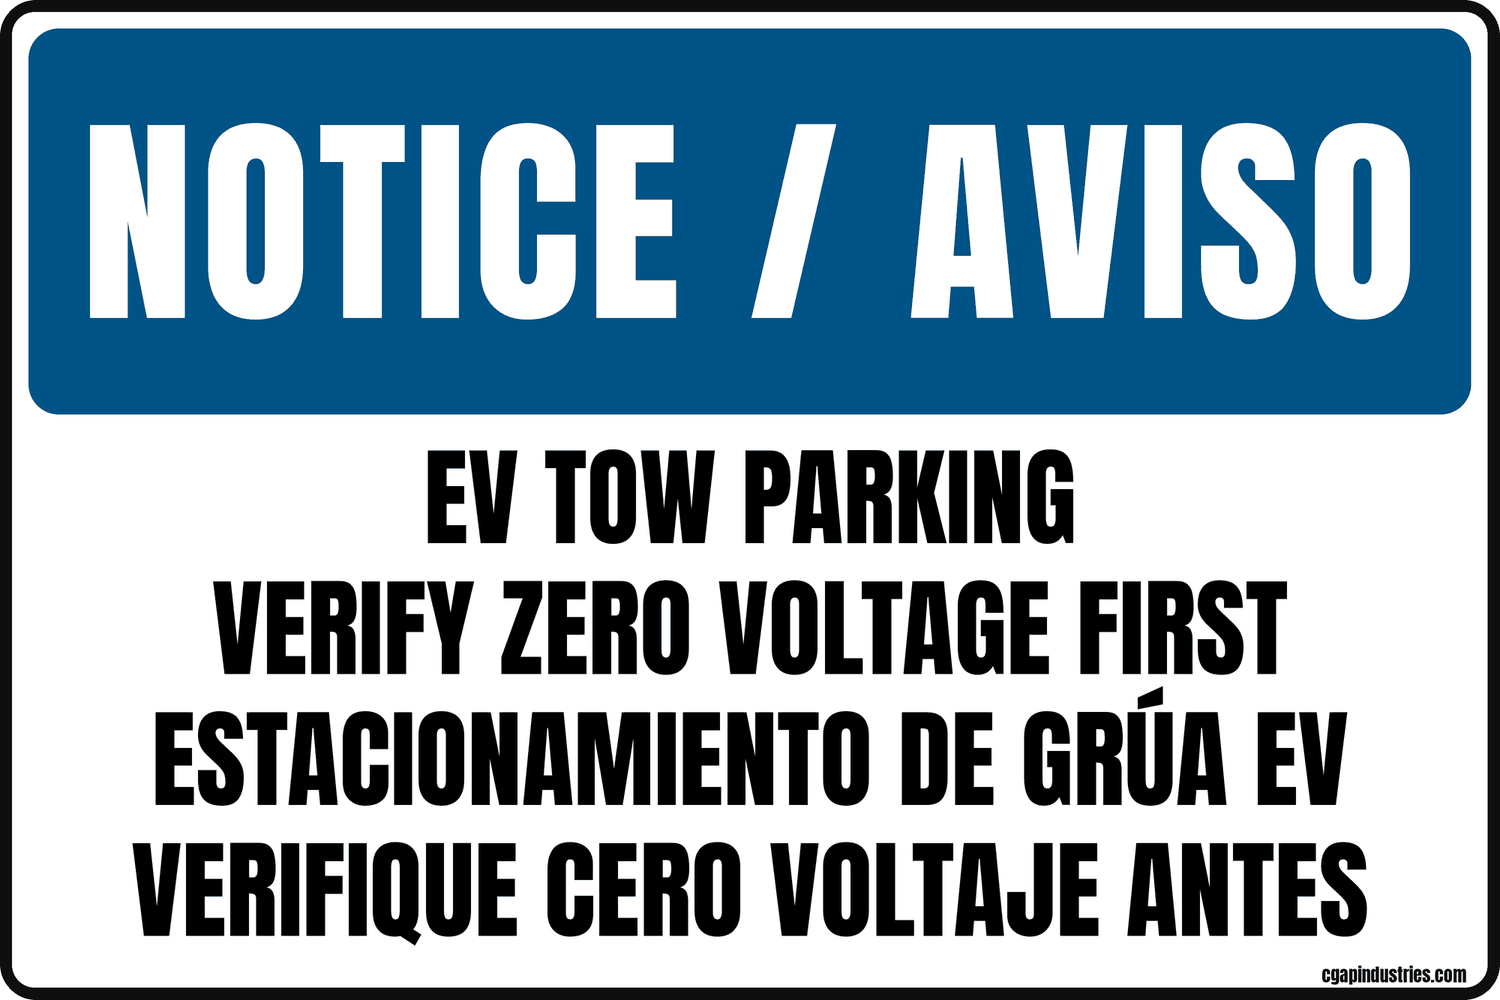 NOTICE / AVISO
EV TOW PARKING
VERIFY ZERO VOLTAGE FIRST
ESTACIONAMIENTO DE GRÚA EV
VERIFIQUE CERO VOLTAJE ANTES
cgapindustries.com